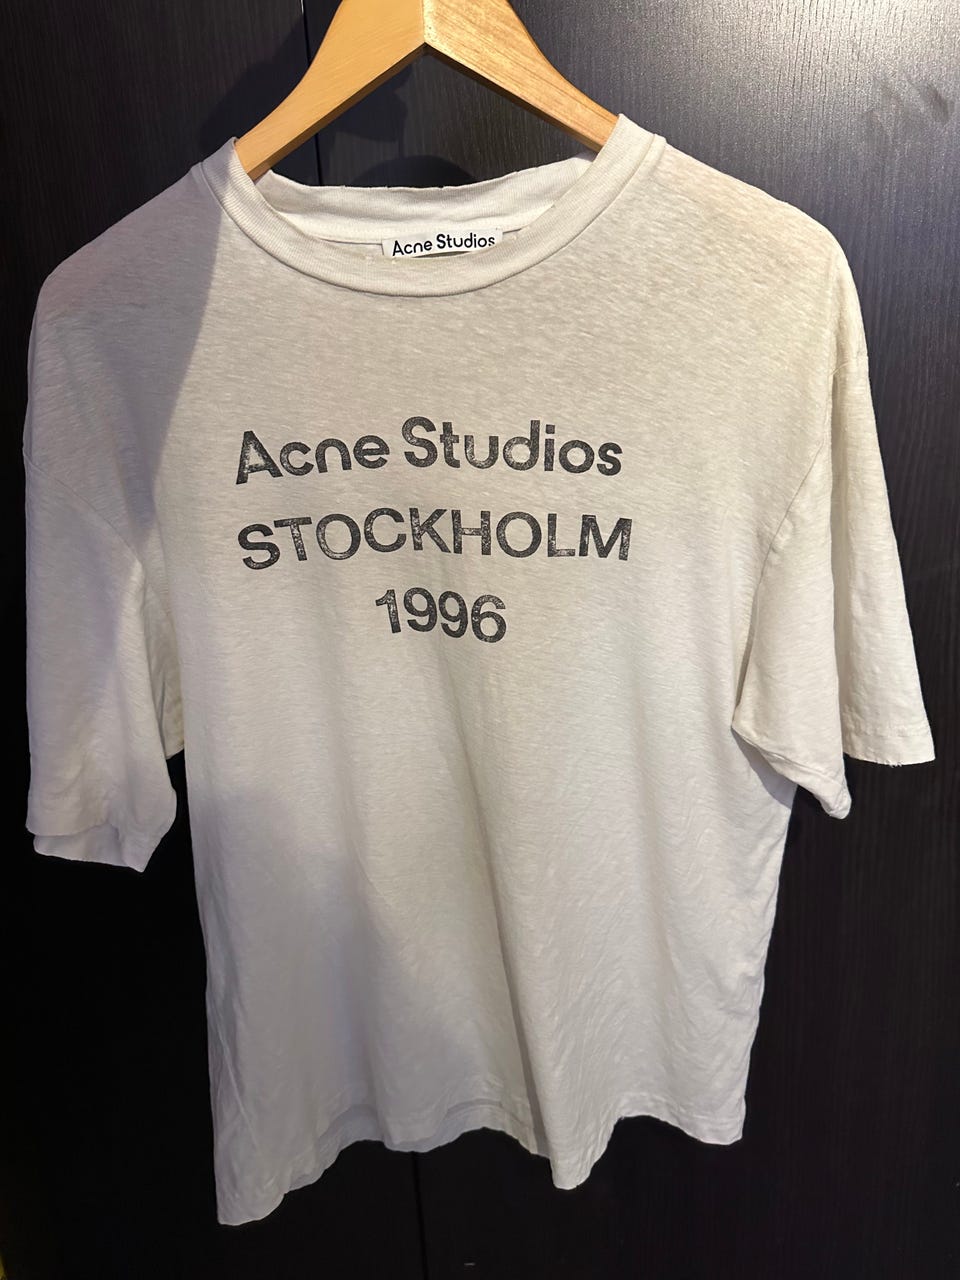 Acne Studios
Acne Studios
STOCKHOLM
1996